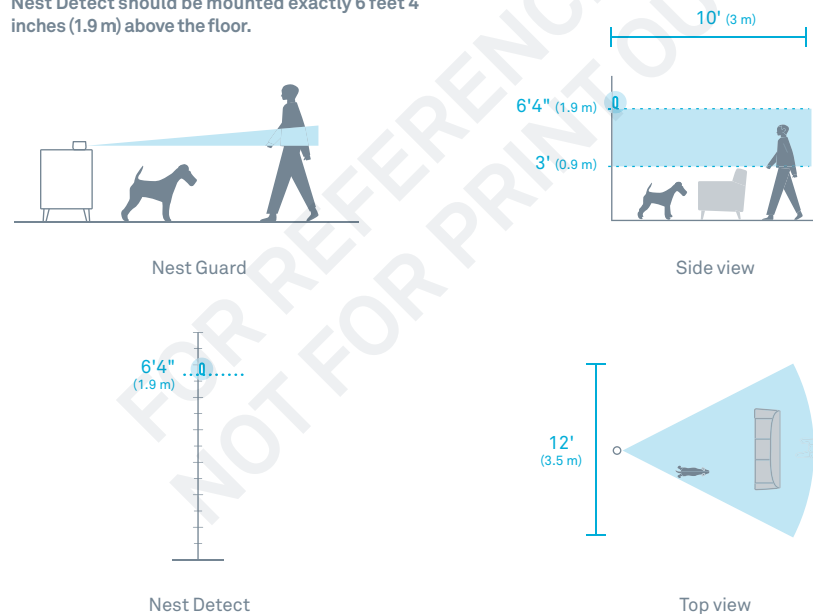 Nest Detect should be mounted exactly 6 feet 4
inches (1.9 m) above the floor.
Nest Guard
10' (3 m)
6'4" (1.9 m)
3' (0.9 m)
Side view
6'4"
(1.9 m)
Nest Detect
12'
(3.5 m)
Top view
FOR REFERENC
NOT FOR PRINT OU